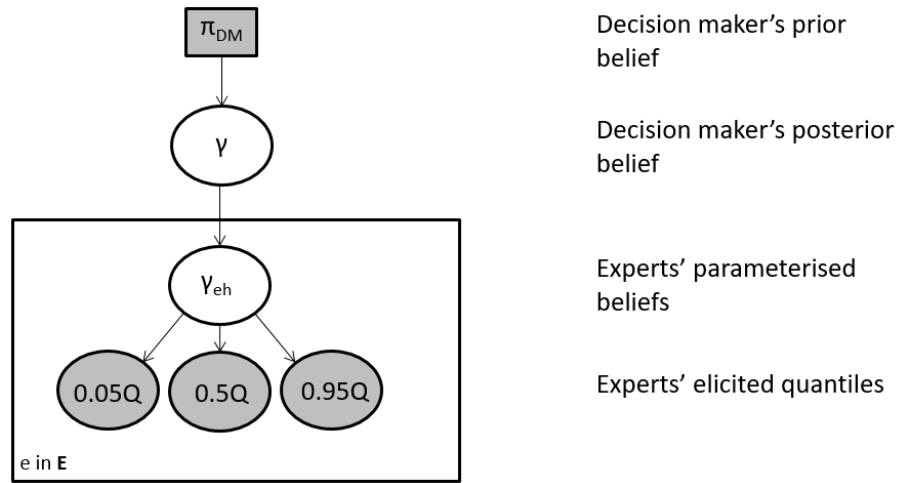 π_DM
Decision maker's prior
belief
γ
Decision maker's posterior
belief
γ_eh
Experts' parameterised
beliefs
0.05Q 0.5Q 0.95Q
Experts' elicited quantiles
e in E